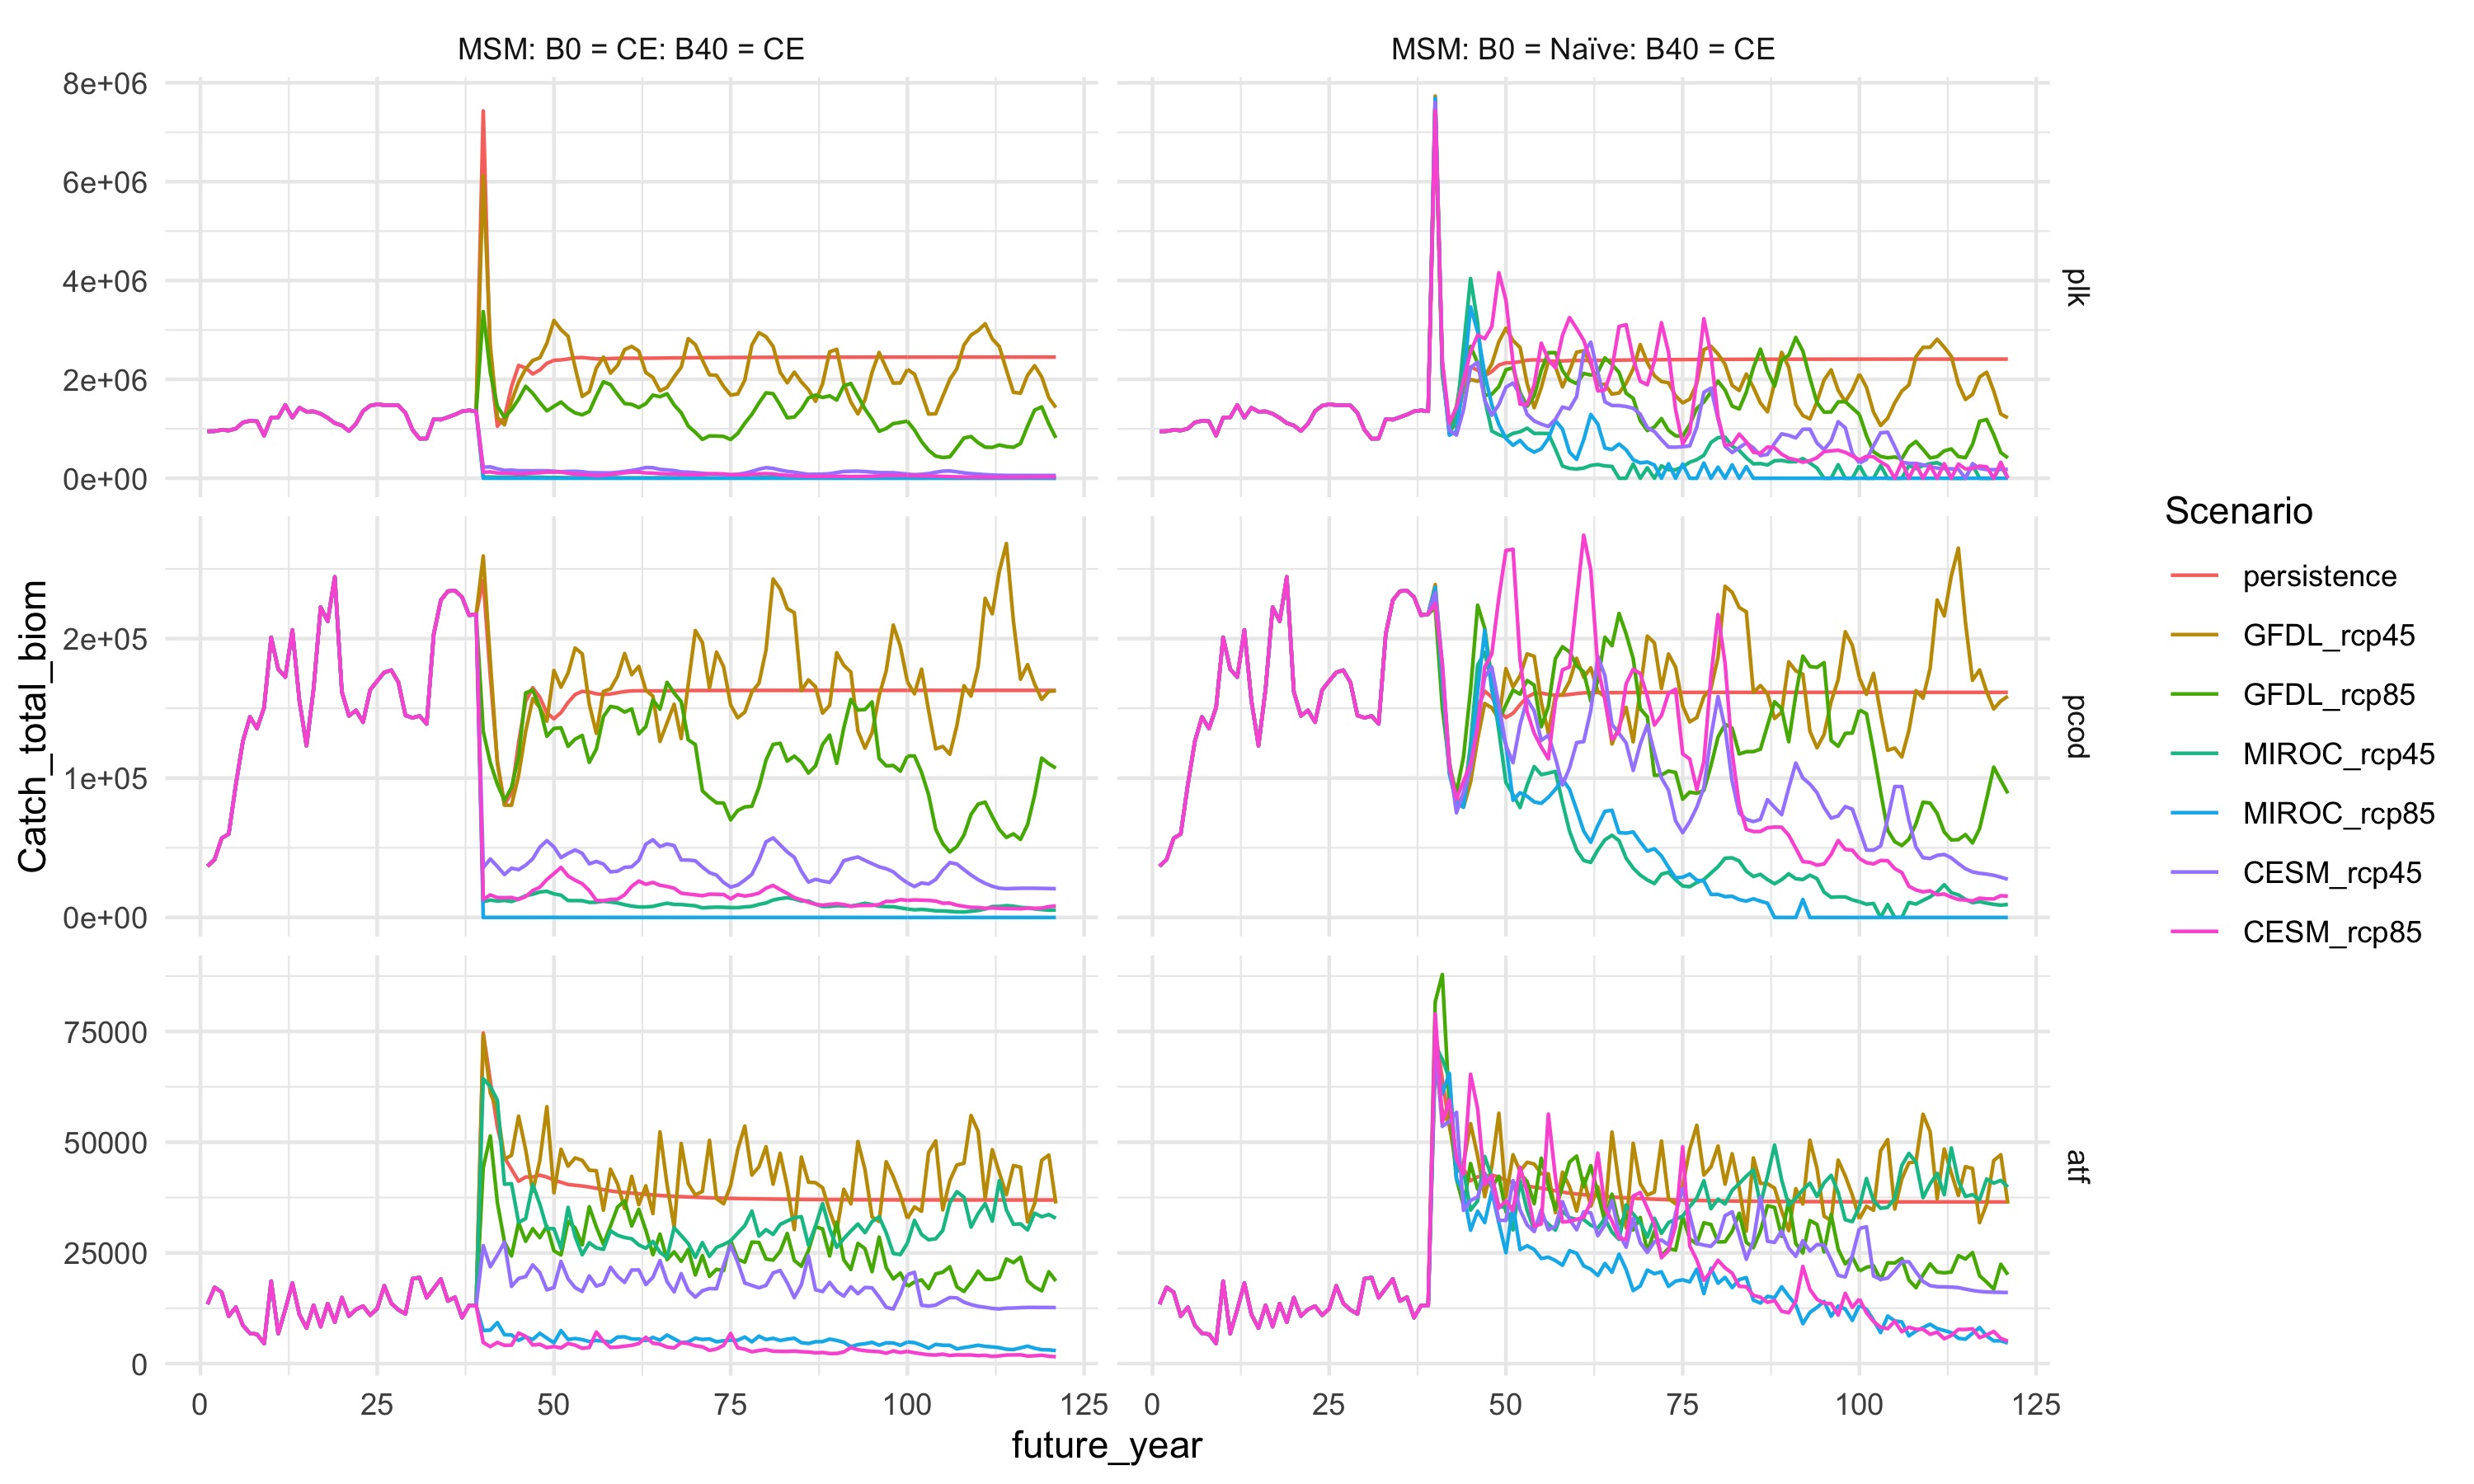 MSM: B0 = CE: B40 = CE
MSM: B0 = Naïve: B40 = CE
8e+06
6e+06
4e+06
2e+06
0e+00
plk
2e+05
1e+05
0e+00
pcod
75000
50000
25000
0
atf
0 25 50 75 100 125
0 25 50 75 100 125
future_year
Catch_total_biom
Scenario
persistence
GFDL_rcp45
GFDL_rcp85
MIROC_rcp45
MIROC_rcp85
CESM_rcp45
CESM_rcp85